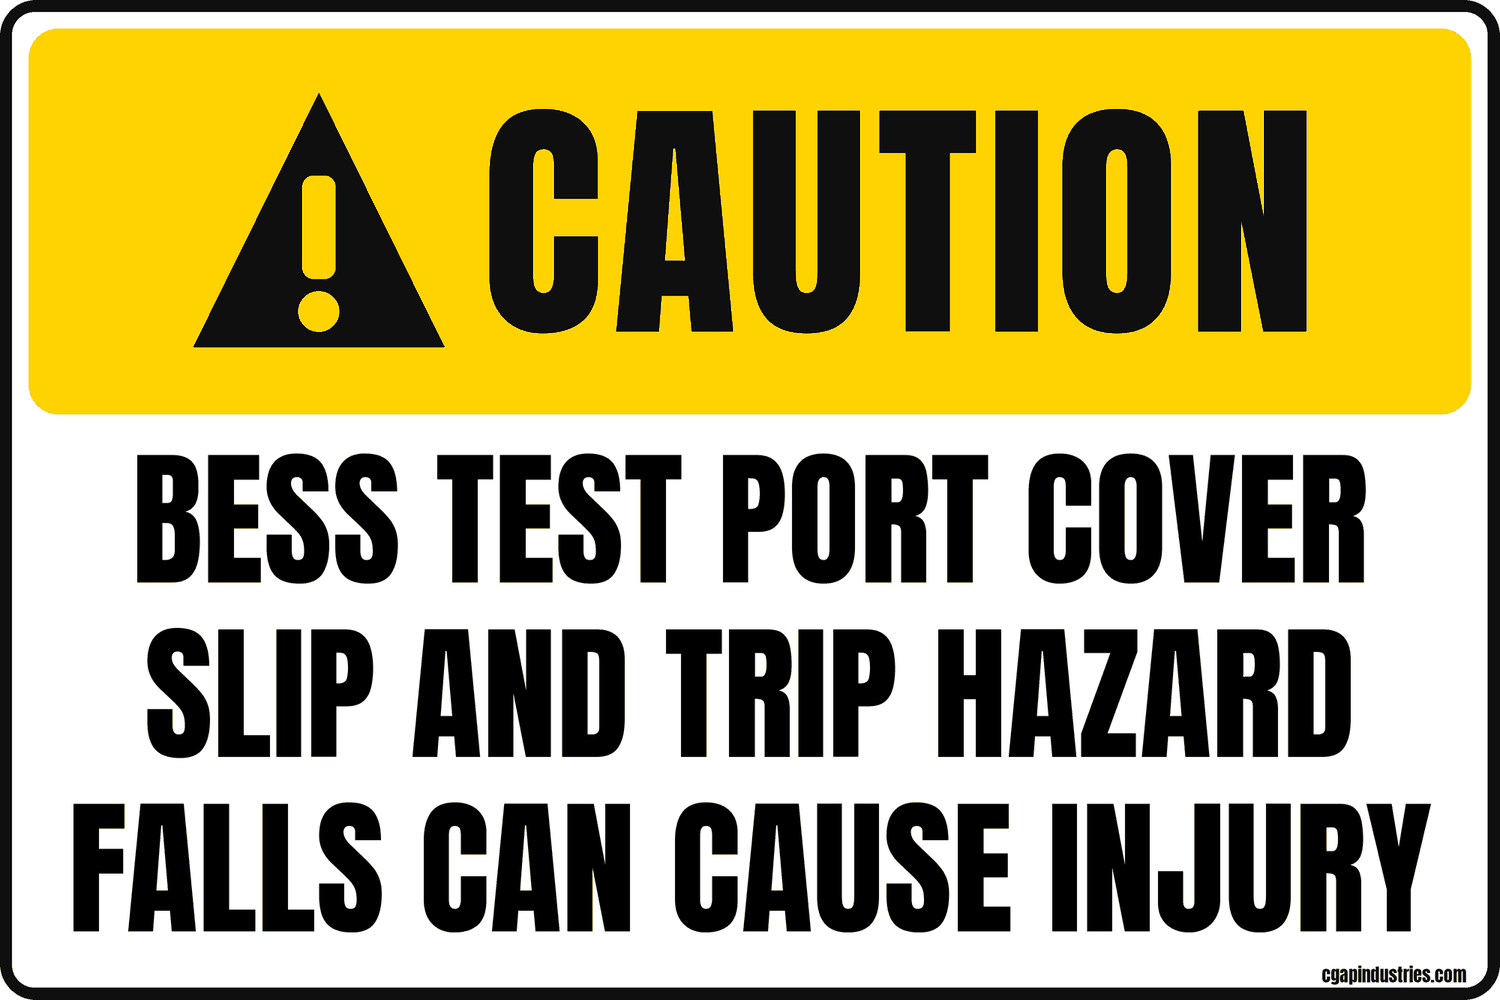 CAUTION
BESS TEST PORT COVER
SLIP AND TRIP HAZARD
FALLS CAN CAUSE INJURY
cgapindustries.com